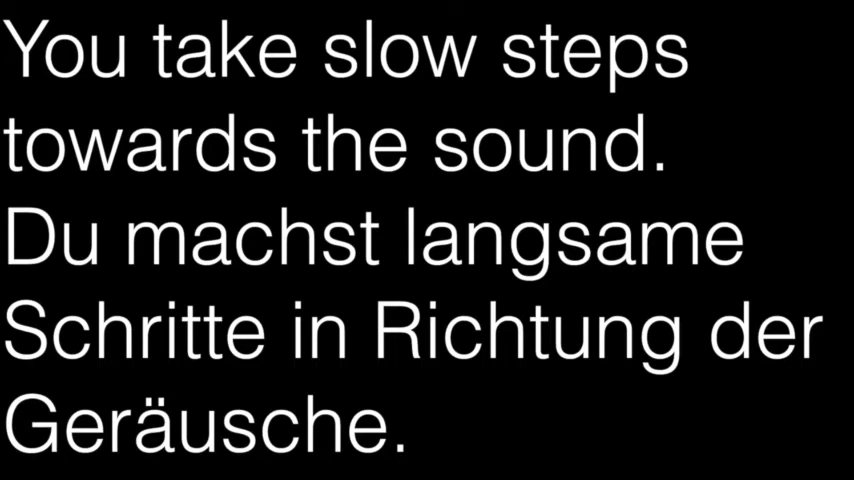 You take slow steps
towards the sound.
Du machst langsame
Schritte in Richtung der
Geräusche.